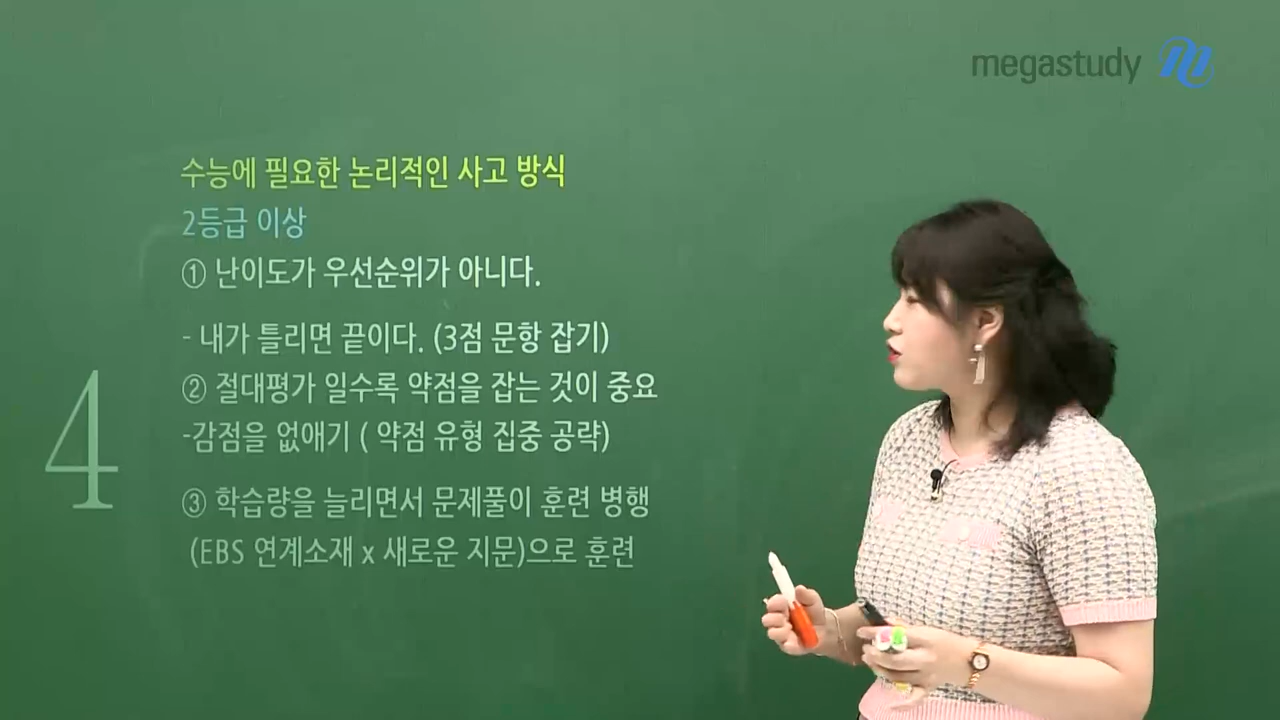 megastudy
수능에 필요한 논리적인 사고 방식
2등급 이상
① 난이도가 우선순위가 아니다.
- 내가 틀리면 끝이다. (3점 문항 잡기)
② 절대평가 일수록 약점을 잡는 것이 중요
-감점을 없애기 ( 약점 유형 집중 공략)
4
③ 학습량을 늘리면서 문제풀이 훈련 병행
(EBS 연계소재 x 새로운 지문)으로 훈련